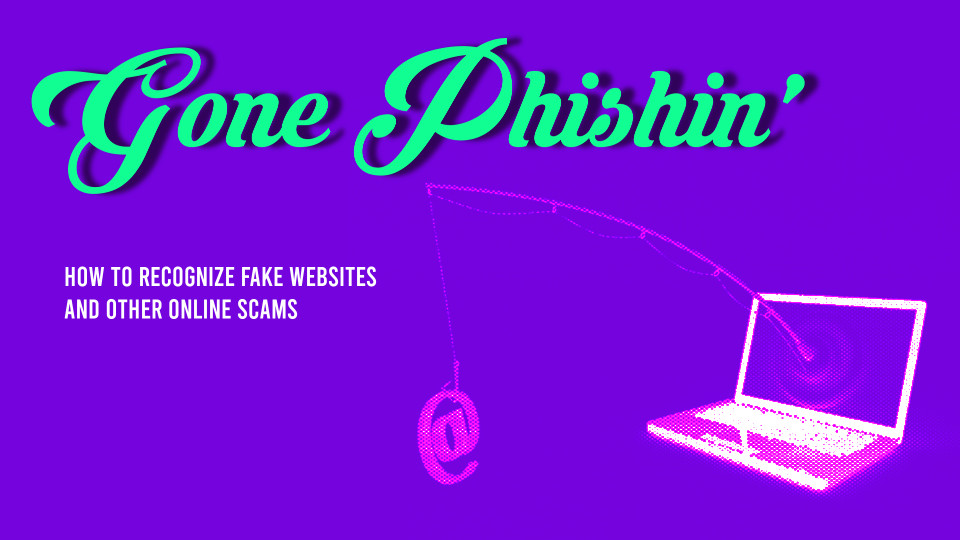 Gone Phishin’
HOW TO RECOGNIZE FAKE WEBSITES
AND OTHER ONLINE SCAMS
@